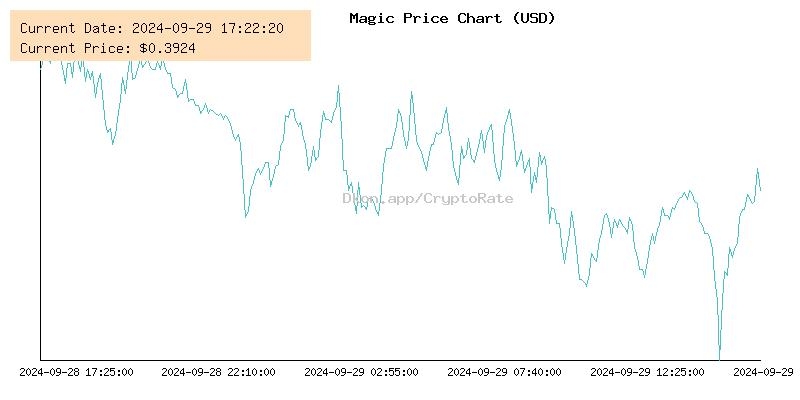 Magic Price Chart (USD)
Current Date: 2024-09-29 17:22:20
Current Price: $0.3924
Dkon.app/CryptoRate
2024-09-28 17:25:00 2024-09-28 22:10:00 2024-09-29 02:55:00 2024-09-29 07:40:00 2024-09-29 12:25:00 2024-09-29